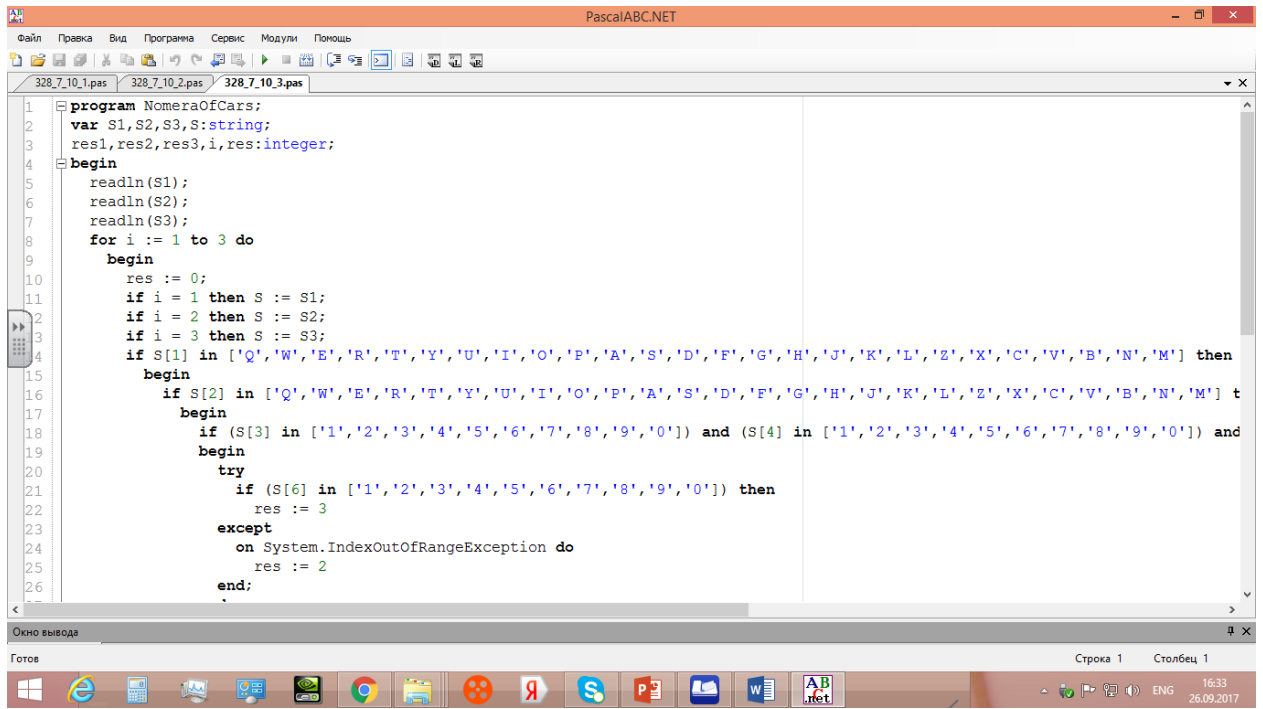 PascalABC.NET
Файл Правка Вид Программа Сервис Модули Помощь
328_7_10_1.pas 328_7_10_2.pas 328_7_10_3.pas
1 program NomeraOfCars;
2 var S1,S2,S3,S:string;
3 res1,res2,res3,i,res:integer;
4 begin
5 readln(S1);
6 readln(S2);
7 readln(S3);
8 for i := 1 to 3 do
9 begin
10 res := 0;
11 if i = 1 then S := S1;
2 if i = 2 then S := S2;
3 if i = 3 then S := S3;
4 if S[1] in ['Q','W','E','R','T','Y','U','I','O','P','A','S','D','F','G','H','J','K','L','Z','X','C','V','B','N','M'] then
15 begin
16 if S[2] in ['Q','W','E','R','T','Y','U','I','O','P','A','S','D','F','G','H','J','K','L','Z','X','C','V','B','N','M'] t
17 begin
18 if (S[3] in ['1','2','3','4','5','6','7','8','9','0']) and (S[4] in ['1','2','3','4','5','6','7','8','9','0']) and
19 begin
20 try
21 if (S[6] in ['1','2','3','4','5','6','7','8','9','0']) then
22 res := 3
23 except
24 on System.IndexOutOfRangeException do
25 res := 2
26 end;
Окно вывода
Готов Строка 1 Столбец 1
ENG 16:33
26.09.2017